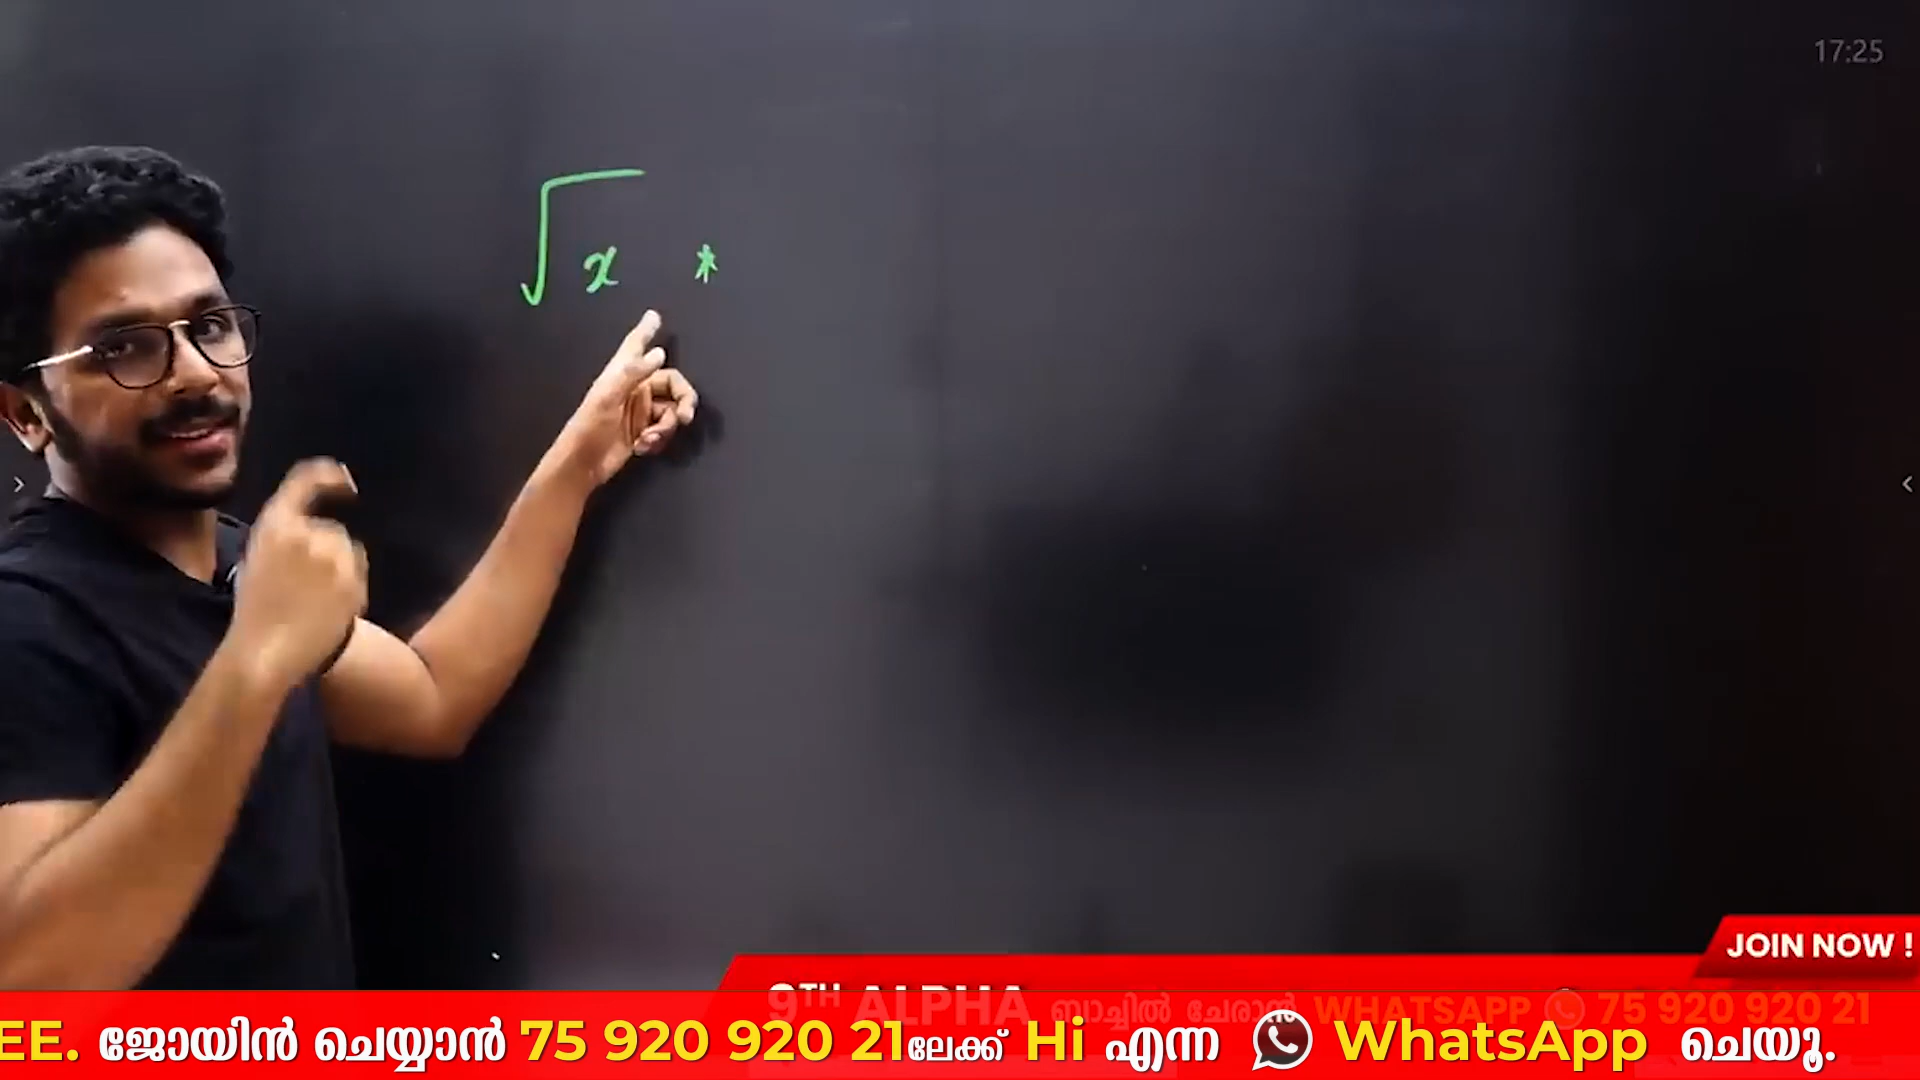 17:25
√x *
JOIN NOW !
9TH ALPHA ബാച്ചിൽ ചേരാൻ WHATSAPP 75 920 920 21
EE. ജോയിൻ ചെയ്യാൻ 75 920 920 21ലേക്ക് Hi എന്ന WhatsApp ചെയൂ.